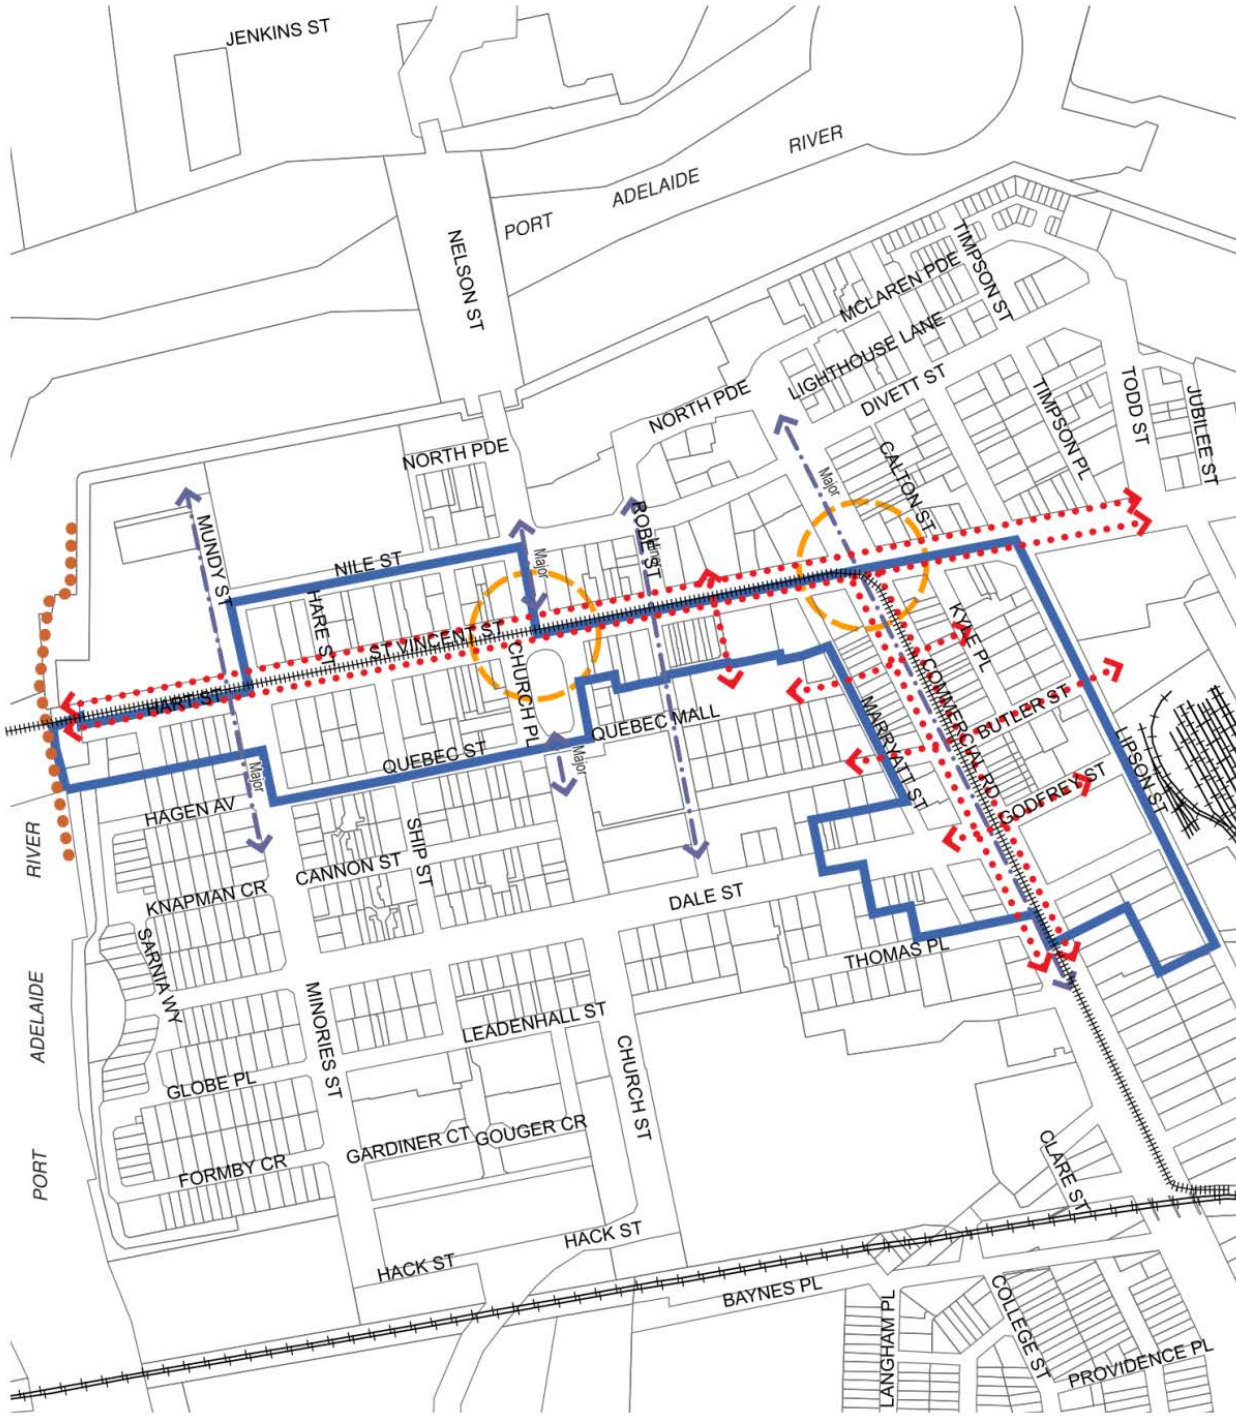 JENKINS ST
RIVER
ADELAIDE
PORT
NELSON ST
TIMPSON ST
MCLAREN PDE
LIGHTHOUSE LANE
DIVETT ST
NORTH PDE
TODD ST
JUBILEE ST
TIMPSON PL
NORTH PDE
CALTON ST
Major
MUNDY ST
ROBE ST
Minor
NILE ST
Major
HARE ST
ST VINCENT ST
KYLE PL
CHURCH PL
HART ST
COMMERCIAL RD
MARRYATT ST
BUTLER ST
QUEBEC MALL
QUEBEC ST
Major
Major
LIPSON ST
GODFREY ST
HAGEN AV
SHIP ST
CANNON ST
KNAPMAN CR
DALE ST
RIVER
THOMAS PL
SARNIA WY
ADELAIDE
MINORIES ST
LEADENHALL ST
CHURCH ST
GLOBE PL
GARDINER CT
GOUGER CR
PORT
FORMBY CR
CLARE ST
HACK ST
HACK ST
BAYNES PL
LANGHAM PL
COLLEGE ST
PROVIDENCE PL